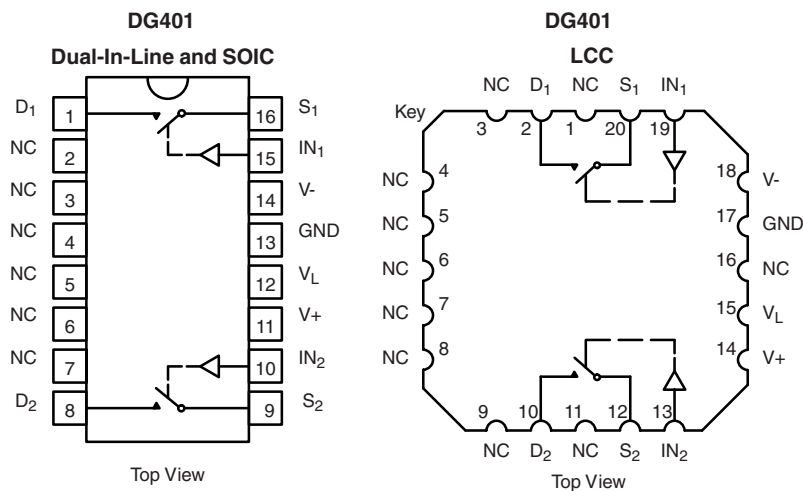 DG401
Dual-In-Line and SOIC
D1 1 16 S1
NC 2 15 IN1
NC 3 14 V-
NC 4 13 GND
NC 5 12 VL
NC 6 11 V+
NC 7 10 IN2
D2 8 9 S2
Top View
DG401
LCC
NC D1 NC S1 IN1
Key
3 2 1 20 19
NC 4 18 V-
NC 5 17 GND
NC 6 16 NC
NC 7 15 VL
NC 8 14 V+
9 10 11 12 13
NC D2 NC S2 IN2
Top View